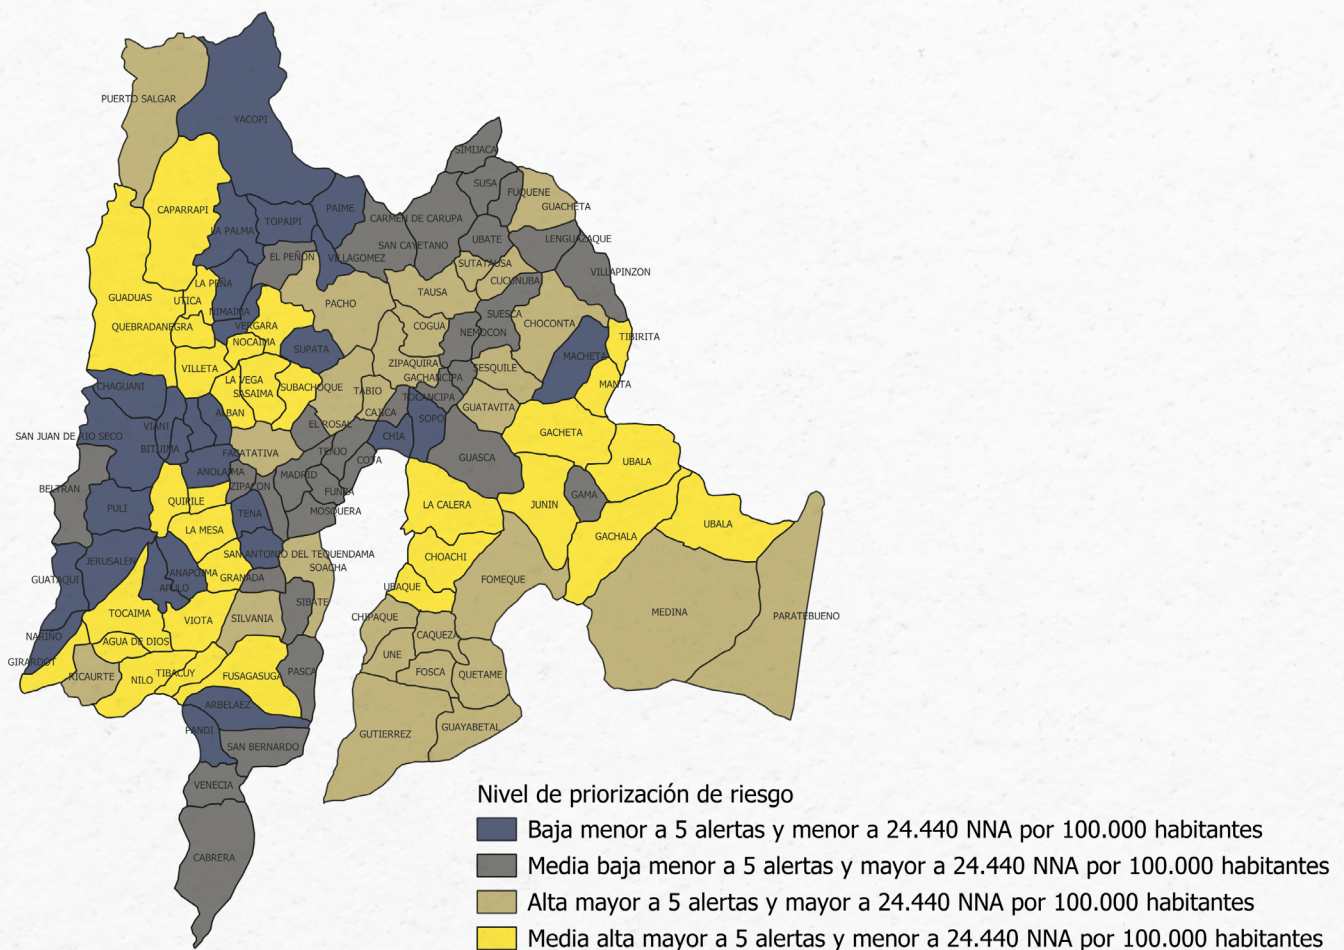 PUERTO SALGAR
YACOPI
SIMIJACA
SUSA
FUQUENE
GUACHETA
CAPARRAPI
PAIME
TOPAIPI
LA PALMA
CARMEN DE CARUPA
UBATE
LENGUAZAQUE
SAN CAYETANO
EL PEÑON
VILLAGOMEZ
SUTATAUSA
VILLAPINZON
CUCUNUBA
LA PEÑA
TAUSA
GUADUAS
UTICA
PACHO
NIMAIMA
SUESCA
CHOCONTA
QUEBRADANEGRA
VERGARA
COGUA
NEMOCON
TIBIRITA
NOCAIMA
SUPATA
MACHETA
ZIPAQUIRA
VILLETA
SESQUILE
GACHANCIPA
LA VEGA
SASAIMA
SUBACHOQUE
TABIO
MANTA
CHAGUANI
TOCANCIPA
GUATAVITA
ALBAN
CAJICA
SOPO
EL ROSAL
VIANI
SAN JUAN DE RIO SECO
CHIA
GACHETA
BITUIMA
FACATATIVA
TENJO
COTA
GUASCA
UBALA
ANOLAIMA
MADRID
BELTRAN
ZIPACON
FUNZA
GAMA
PULI
QUIPILE
TENA
MOSQUERA
LA CALERA
JUNIN
UBALA
LA MESA
GACHALA
SAN ANTONIO DEL TEQUENDAMA
CHOACHI
JERUSALEN
SOACHA
GUATAQUI
ANAPOIMA
GRANADA
FOMEQUE
APULO
UBAQUE
SIBATE
TOCAIMA
VIOTA
SILVANIA
CHIPAQUE
MEDINA
PARATEBUENO
NARIÑO
AGUA DE DIOS
CAQUEZA
UNE
GIRARDOT
RICAURTE
NILO
TIBACUY
FUSAGASUGA
PASCA
FOSCA
QUETAME
ARBELAEZ
PANDI
GUTIERREZ
GUAYABETAL
SAN BERNARDO
VENECIA
CABRERA
Nivel de priorización de riesgo
Baja menor a 5 alertas y menor a 24.440 NNA por 100.000 habitantes
Media baja menor a 5 alertas y mayor a 24.440 NNA por 100.000 habitantes
Alta mayor a 5 alertas y mayor a 24.440 NNA por 100.000 habitantes
Media alta mayor a 5 alertas y menor a 24.440 NNA por 100.000 habitantes